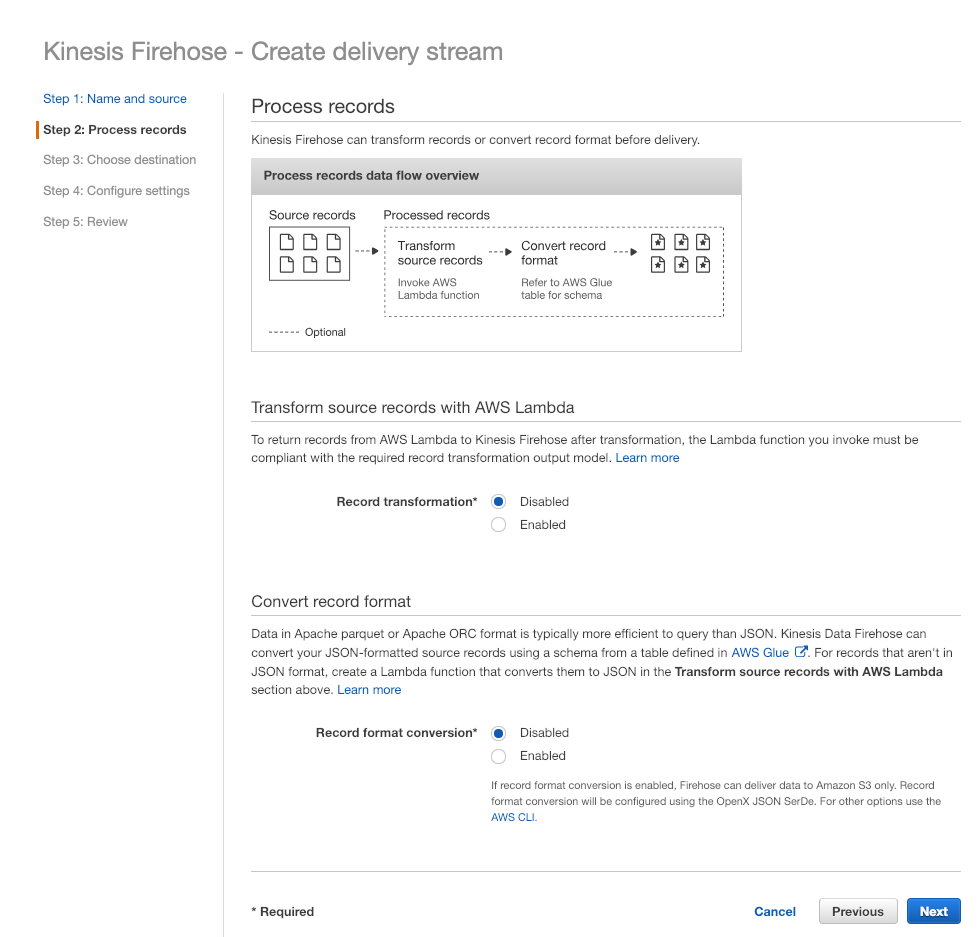 Kinesis Firehose - Create delivery stream
Step 1: Name and source
Step 2: Process records
Step 3: Choose destination
Step 4: Configure settings
Step 5: Review
Process records
Kinesis Firehose can transform records or convert record format before delivery.
Process records data flow overview
Source records
Processed records
Transform
source records
Invoke AWS
Lambda function
Convert record
format
Refer to AWS Glue
table for schema
Optional
Transform source records with AWS Lambda
To return records from AWS Lambda to Kinesis Firehose after transformation, the Lambda function you invoke must be
compliant with the required record transformation output model. Learn more
Record transformation*
Disabled
Enabled
Convert record format
Data in Apache parquet or Apache ORC format is typically more efficient to query than JSON. Kinesis Data Firehose can
convert your JSON-formatted source records using a schema from a table defined in AWS Glue. For records that aren't in
JSON format, create a Lambda function that converts them to JSON in the Transform source records with AWS Lambda
section above. Learn more
Record format conversion*
Disabled
Enabled
If record format conversion is enabled, Firehose can deliver data to Amazon S3 only. Record
format conversion will be configured using the OpenX JSON SerDe. For other options use the
AWS CLI.
* Required
Cancel
Previous
Next